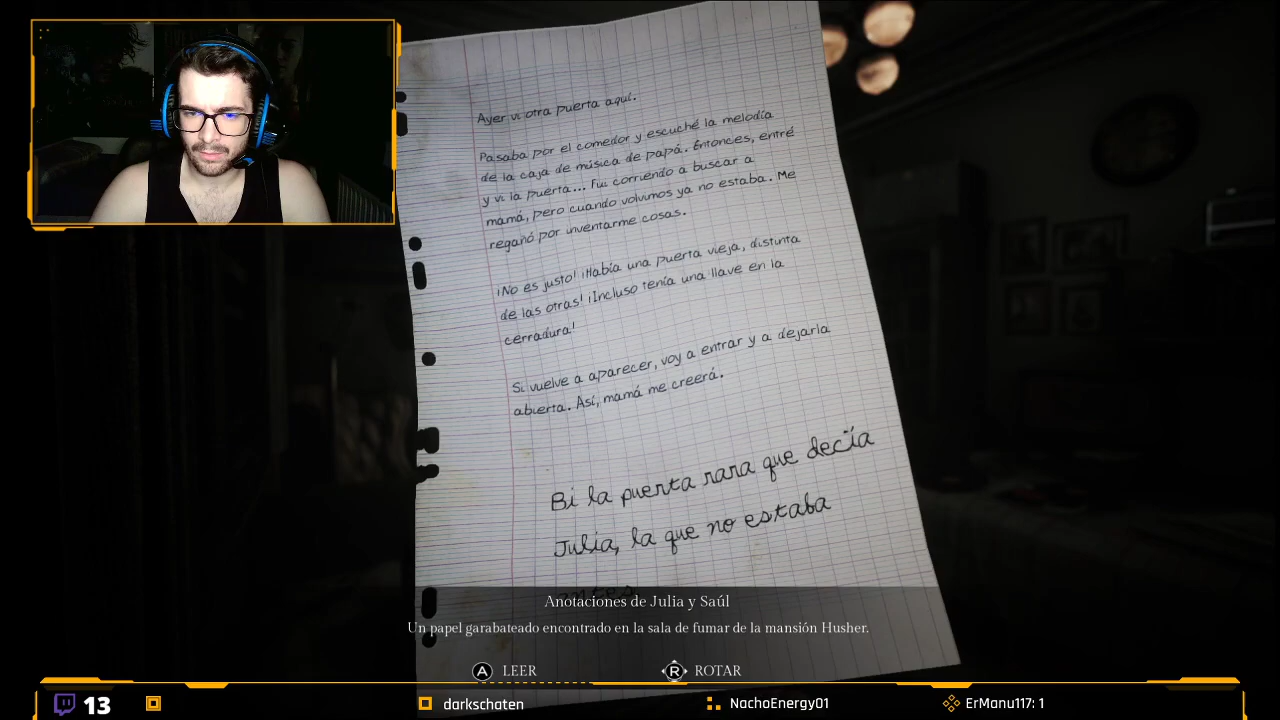 Ayer vi otra puerta aquí.
Pasaba por el comedor y escuché la melodía
de la caja de música de papá. Entonces, entré
y vi la puerta... Fui corriendo a buscar a
mamá, pero cuando volvimos ya no estaba. Me
regañó por inventarme cosas.
¡No es justo! ¡Había una puerta vieja, distinta
de las otras! ¡Incluso tenía una llave en la
cerradura!
Si vuelve a aparecer, voy a entrar y a dejarla
abierta. Así, mamá me creerá.
Bi la puerta rara que decía
Julia, la que no estaba
antes
Anotaciones de Julia y Saúl
Un papel garabateado encontrado en la sala de fumar de la mansión Husher.
A LEER
R ROTAR
13
darkschaten
NachoEnergy01
ErManu117: 1